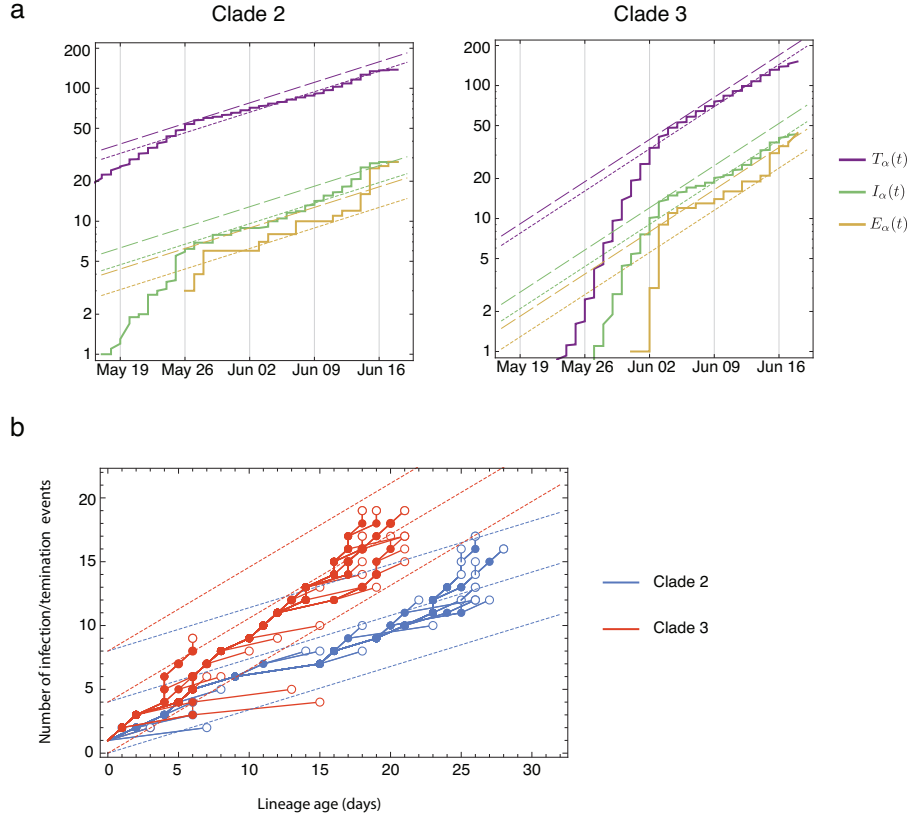 a
Clade 2
Clade 3
200
100
50
20
10
5
2
1
May 19
May 26
Jun 02
Jun 09
Jun 16
200
100
50
20
10
5
2
1
May 19
May 26
Jun 02
Jun 09
Jun 16
Tα(t)
Iα(t)
Eα(t)
b
Number of infection/termination events
20
15
10
5
0
0
5
10
15
20
25
30
Lineage age (days)
Clade 2
Clade 3